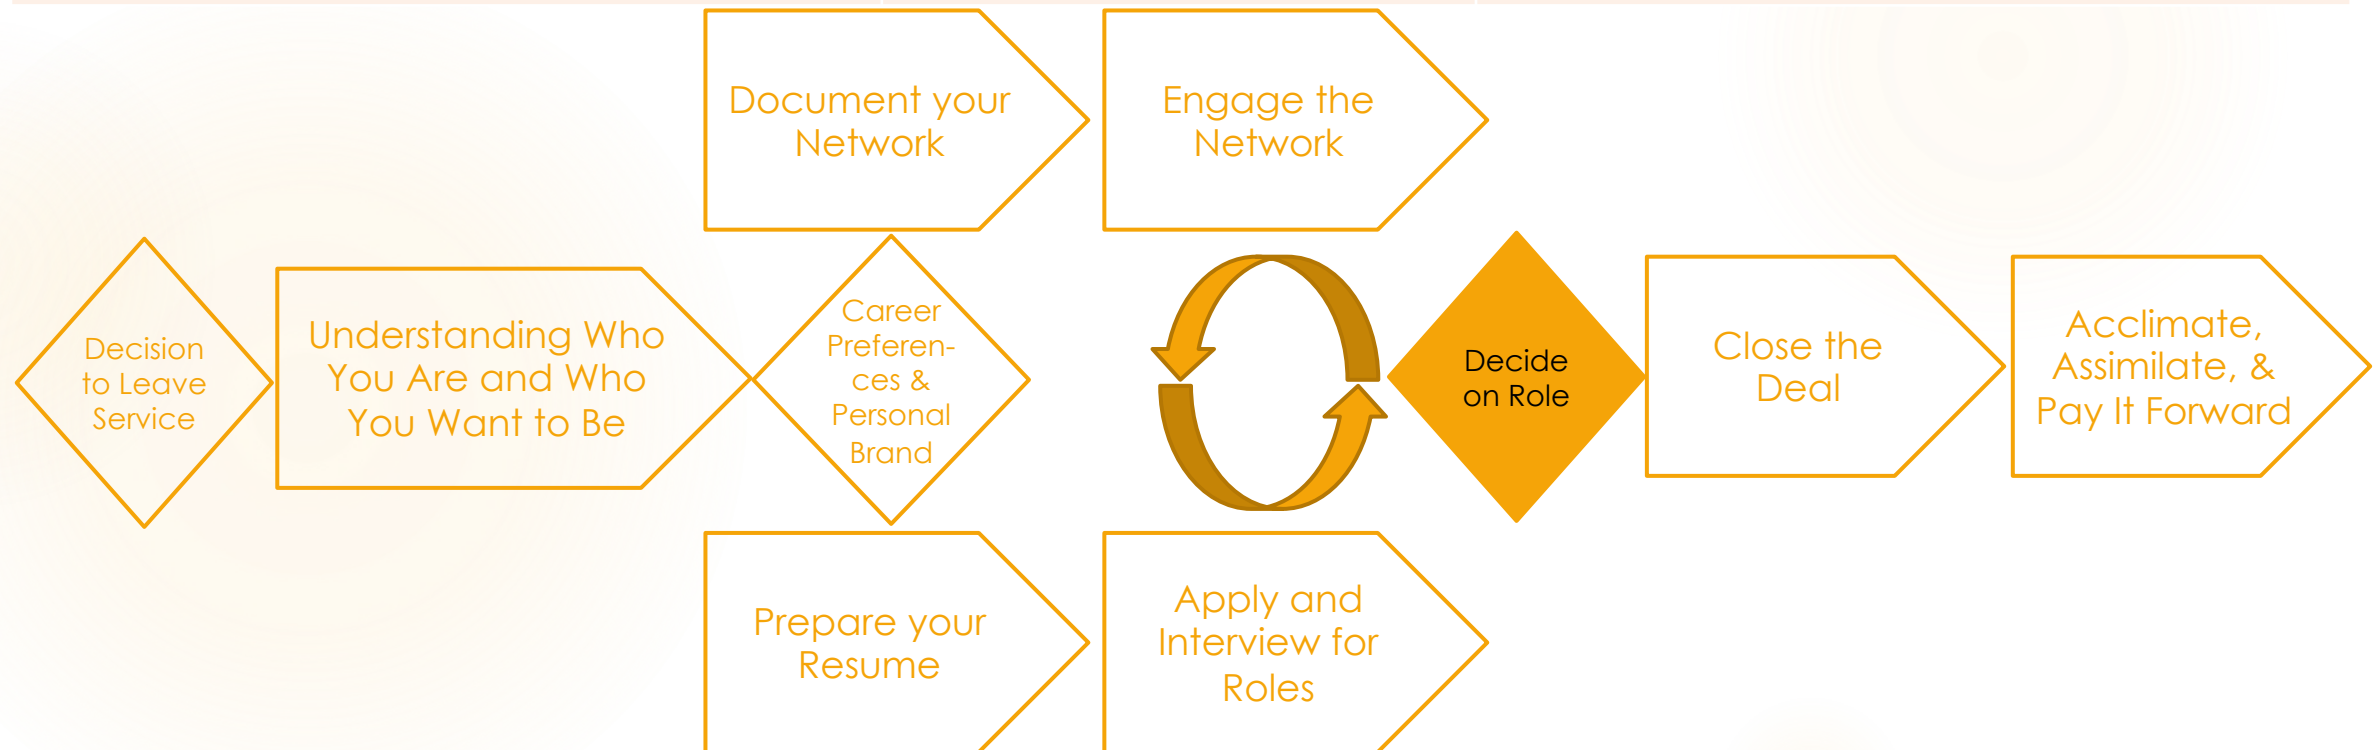 Document your
Network
Engage the
Network
Decision
to Leave
Service
Understanding Who
You Are and Who
You Want to Be
Career
Preferen-
ces &
Personal
Brand
Decide
on Role
Close the
Deal
Acclimate,
Assimilate, &
Pay It Forward
Prepare your
Resume
Apply and
Interview for
Roles